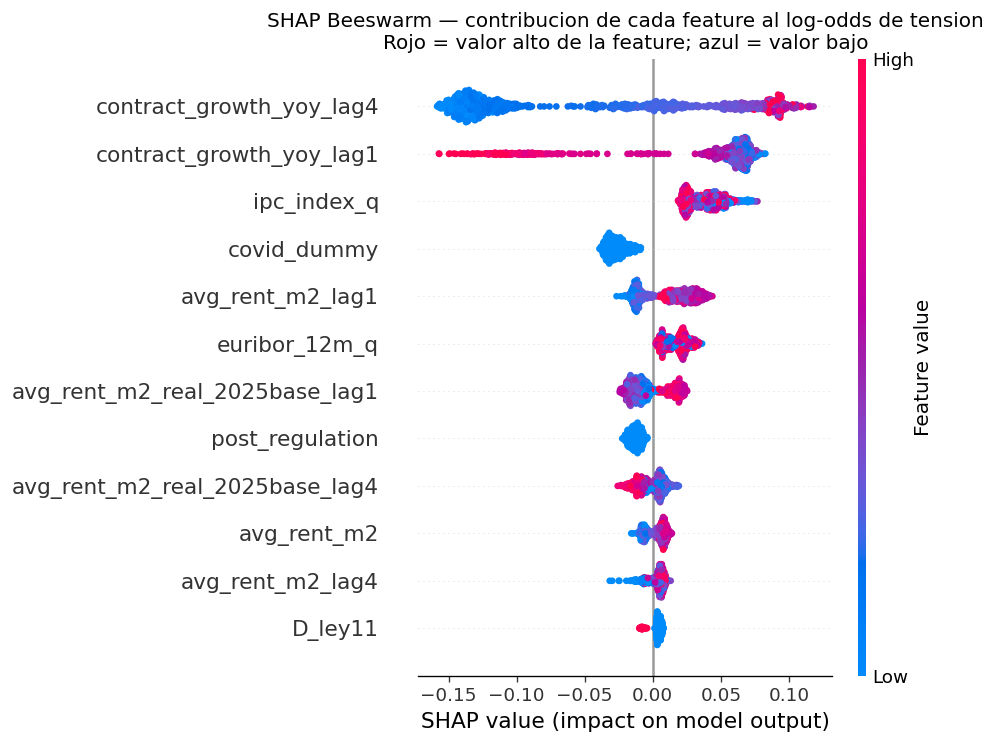 SHAP Beeswarm — contribucion de cada feature al log-odds de tension
Rojo = valor alto de la feature; azul = valor bajo
High
contract_growth_yoy_lag4
contract_growth_yoy_lag1
ipc_index_q
covid_dummy
avg_rent_m2_lag1
euribor_12m_q
avg_rent_m2_real_2025base_lag1
post_regulation
avg_rent_m2_real_2025base_lag4
avg_rent_m2
avg_rent_m2_lag4
D_ley11
Feature value
Low
−0.15 −0.10 −0.05 0.00 0.05 0.10
SHAP value (impact on model output)